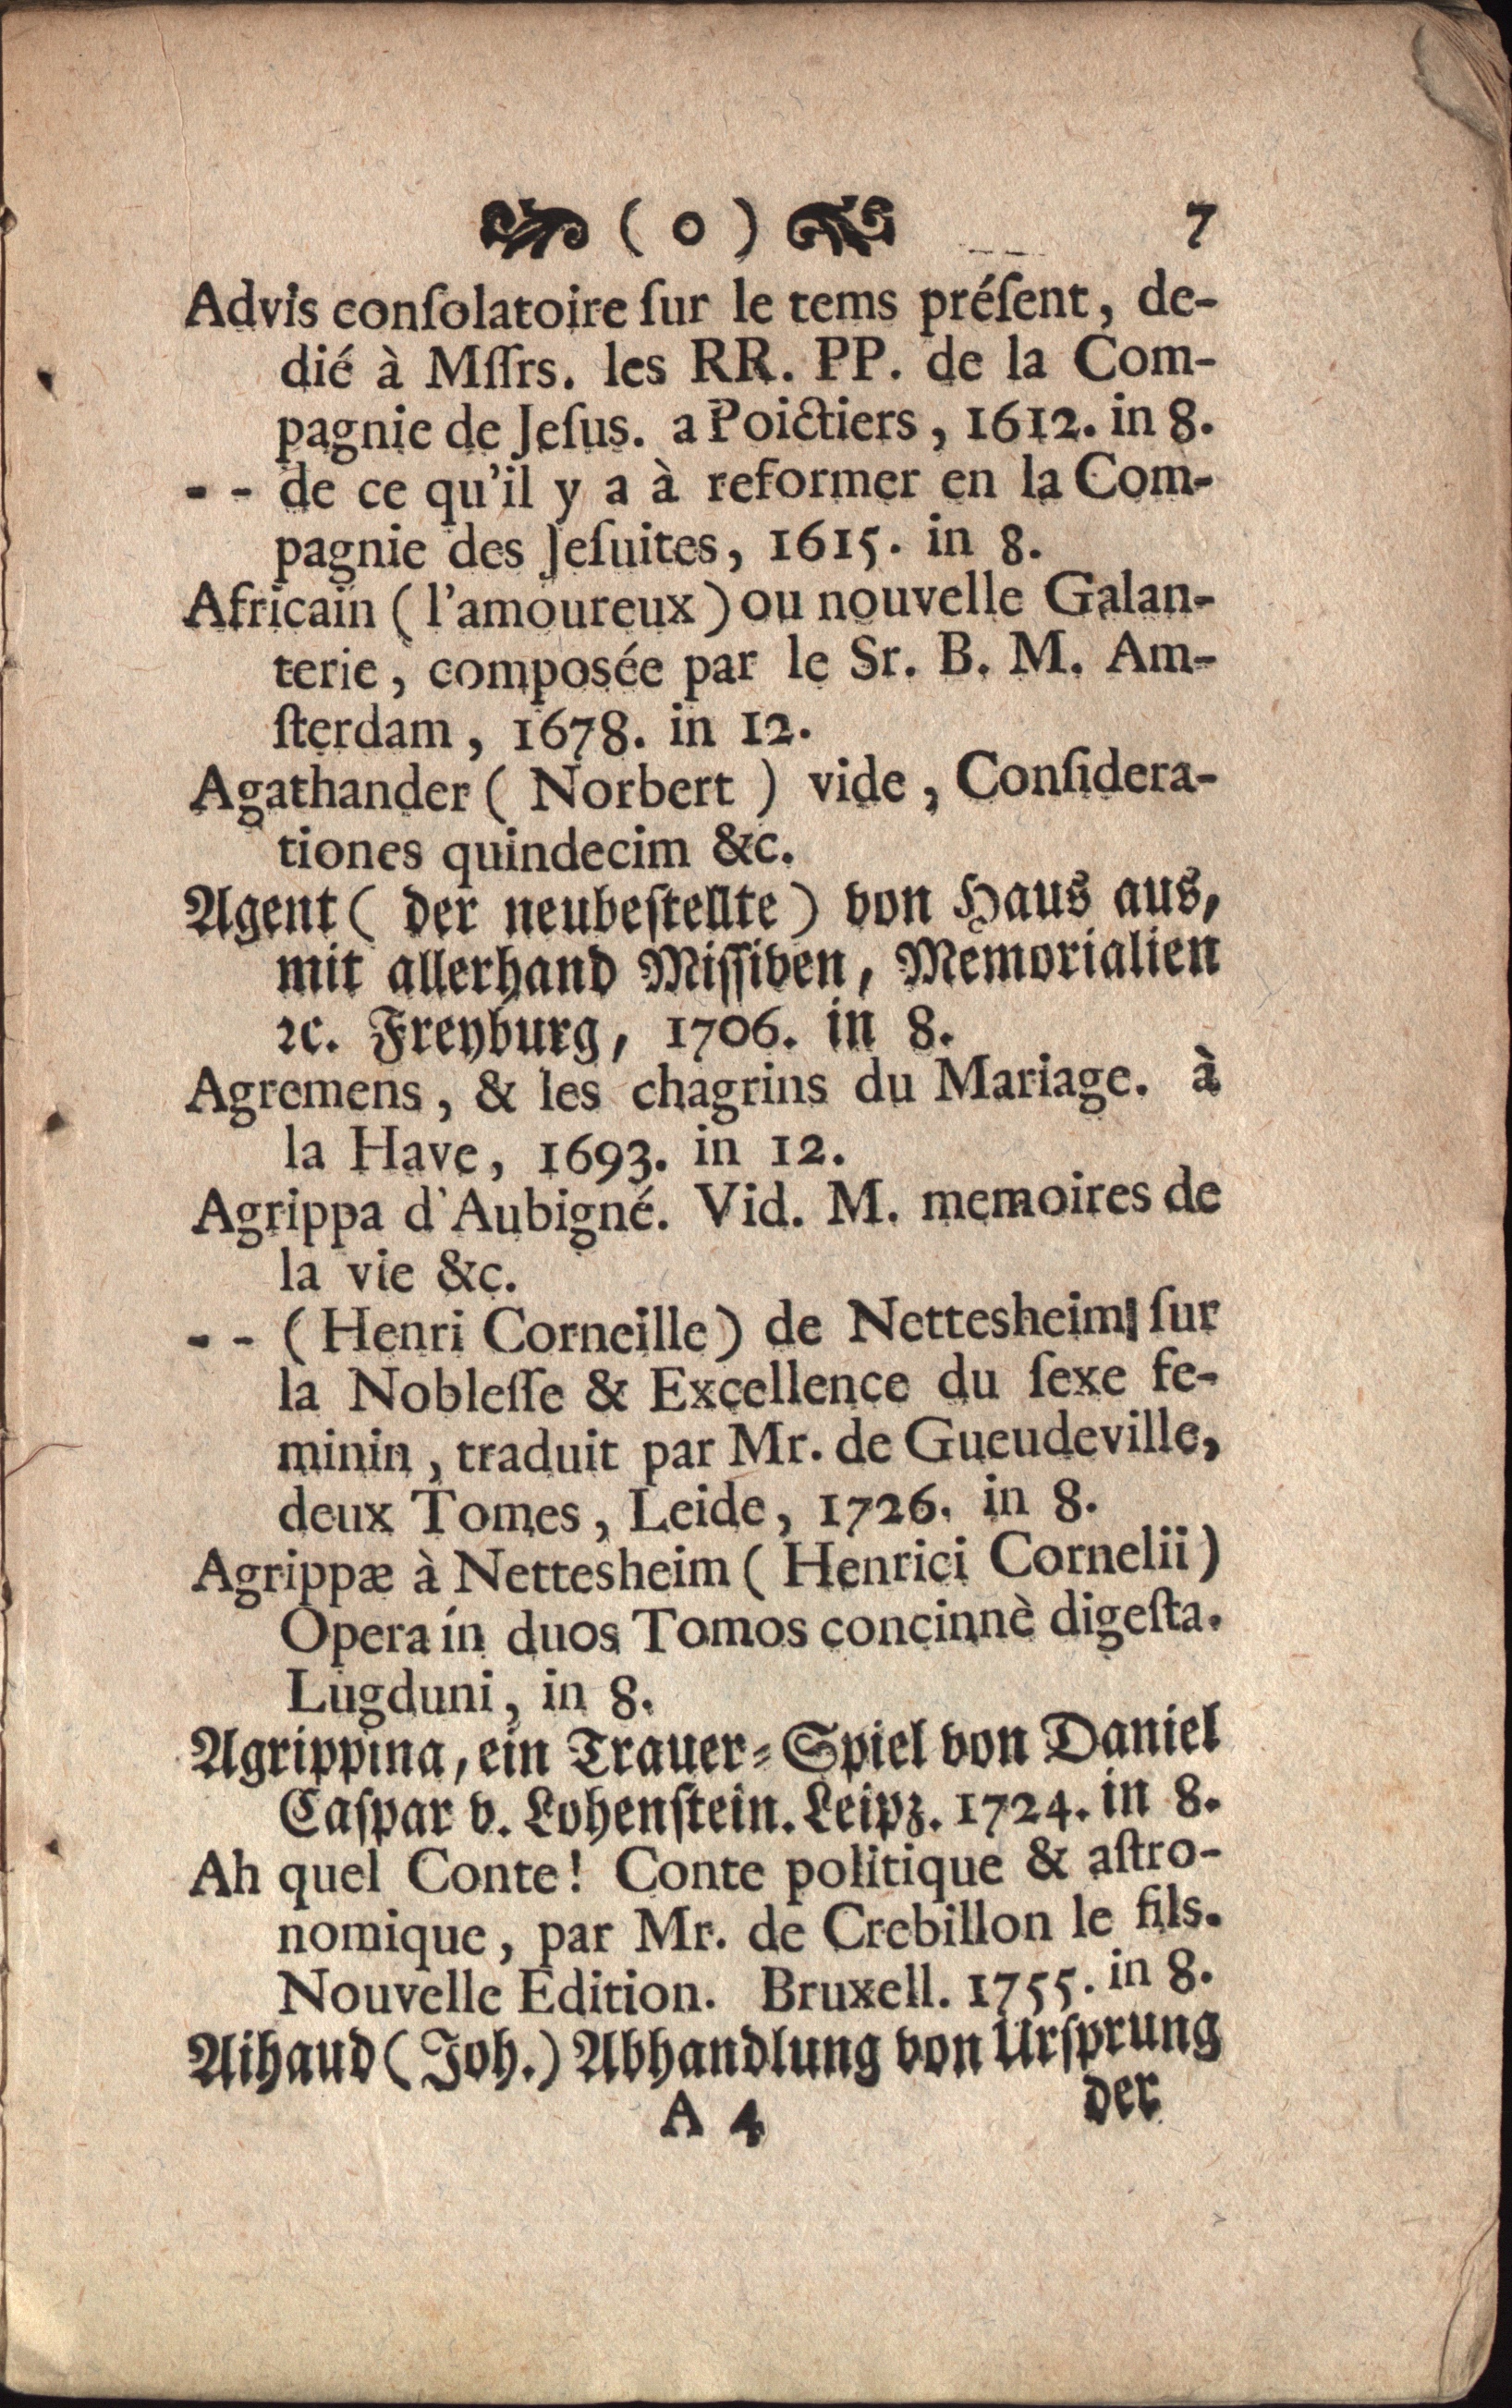 ( o ) 7
Advis conſolatoire ſur le tems préſent, de-
dié à Mſſrs. les RR. PP. de la Com-
pagnie de Jeſus. a Poictiers, 1612. in 8.
- - de ce qu'il y a à reformer en la Com-
pagnie des Jeſuites, 1615. in 8.
Africain (l'amoureux) ou nouvelle Galan-
terie, composée par le Sr. B. M. Am-
ſterdam, 1678. in 12.
Agathander ( Norbert ) vide, Conſidera-
tiones quindecim &c.
Agent ( der neubeſtellte) von Haus aus,
mit allerhand Miſſiven, Memorialien
ꝛc. Freyburg, 1706. in 8.
Agremens, & les chagrins du Mariage. à
la Have, 1693. in 12.
Agrippa d'Aubigné. Vid. M. memoires de
la vie &c.
- - (Henri Corneille) de Nettesheim ſur
la Nobleſſe & Excellence du ſexe fe-
minin, traduit par Mr. de Gueudeville,
deux Tomes, Leide, 1726. in 8.
Agrippæ à Nettesheim ( Henrici Cornelii)
Opera in duos Tomos concinnè digeſta.
Lugduni, in 8.
Agrippina, ein Trauer-Spiel von Daniel
Caſpar v. Lohenſtein. Leipz. 1724. in 8.
Ah quel Conte! Conte politique & aſtro-
nomique, par Mr. de Crebillon le fils.
Nouvelle Edition. Bruxell. 1755. in 8.
Aihaud (Joh.) Abhandlung von Urſprung
A 4 der